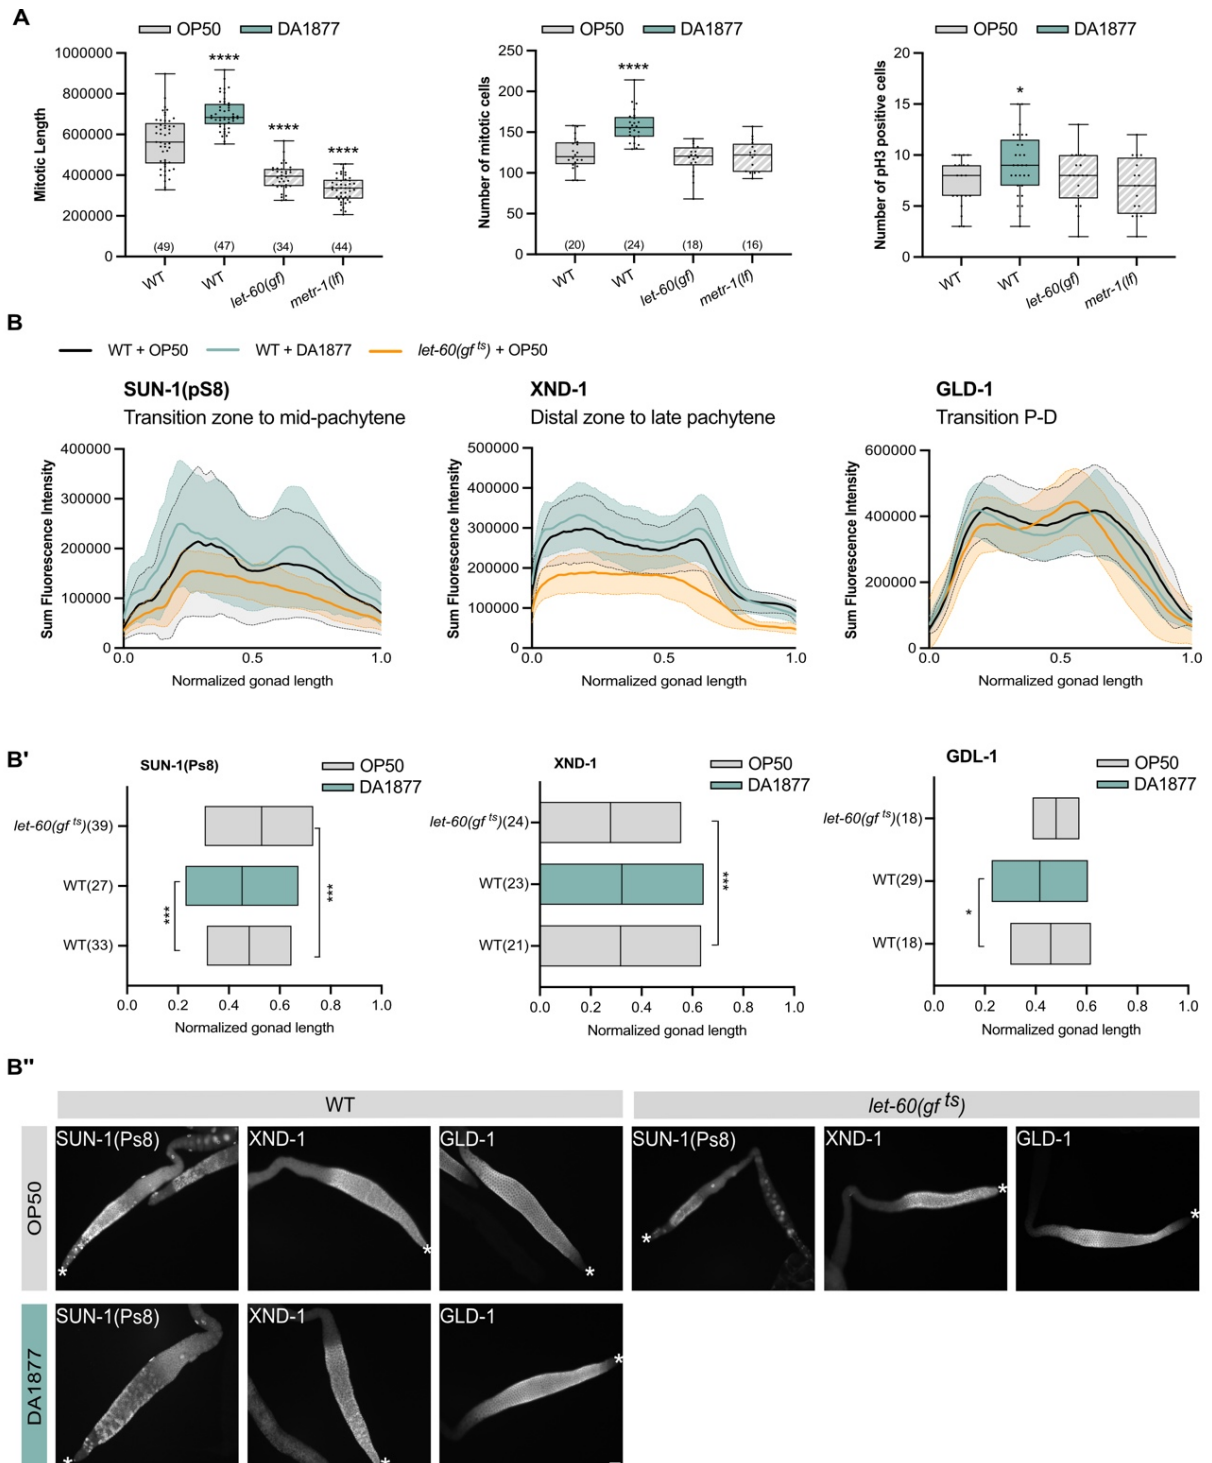 A
OP50 DA1877
Mitotic Length
1000000
800000
600000
400000
200000
0
****
****
****
(49) (47) (34) (44)
WT WT let-60(gf) metr-1(lf)
OP50 DA1877
Number of mitotic cells
250
200
150
100
50
0
****
(20) (24) (18) (16)
WT WT let-60(gf) metr-1(lf)
OP50 DA1877
Number of pH3 positive cells
20
15
10
5
0
*
WT WT let-60(gf) metr-1(lf)
B
WT + OP50 WT + DA1877 let-60(gf ts) + OP50
SUN-1(pS8)
Transition zone to mid-pachytene
Sum Fluorescence Intensity
400000
300000
200000
100000
0
0.0 0.5 1.0
Normalized gonad length
XND-1
Distal zone to late pachytene
Sum Fluorescence Intensity
500000
400000
300000
200000
100000
0
0.0 0.5 1.0
Normalized gonad length
GLD-1
Transition P-D
Sum Fluorescence Intensity
600000
400000
200000
0
0.0 0.5 1.0
Normalized gonad length
B'
SUN-1(Ps8)
OP50
DA1877
let-60(gf ts)(39)
WT(27)
WT(33)
***
***
0.0 0.2 0.4 0.6 0.8 1.0
Normalized gonad length
XND-1
OP50
DA1877
let-60(gf ts)(24)
WT(23)
WT(21)
***
0.0 0.2 0.4 0.6 0.8 1.0
Normalized gonad length
GDL-1
OP50
DA1877
let-60(gf ts)(18)
WT(29)
WT(18)
*
0.0 0.2 0.4 0.6 0.8 1.0
Normalized gonad length
B"
WT let-60(gf ts)
OP50
SUN-1(Ps8) XND-1 GLD-1 SUN-1(Ps8) XND-1 GLD-1
* * * * * *
DA1877
SUN-1(Ps8) XND-1 GLD-1
* * *